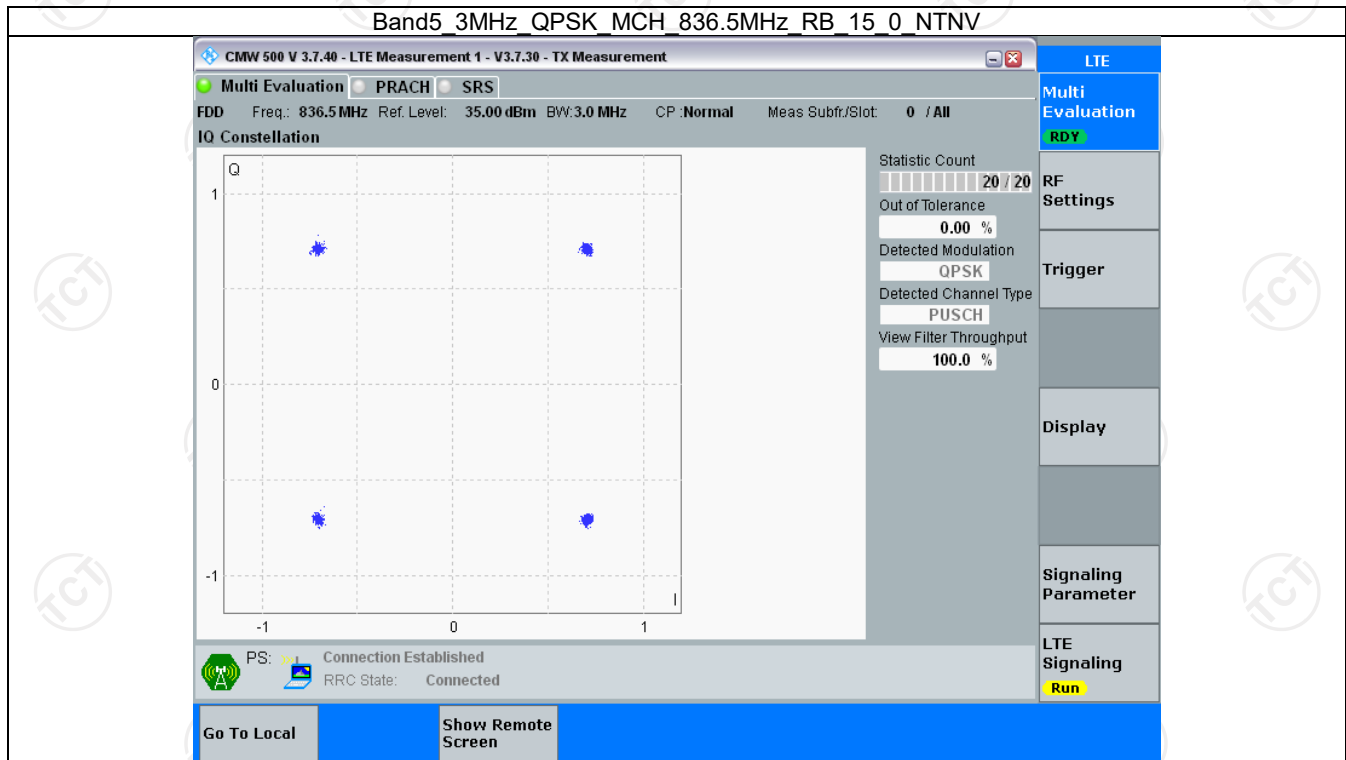 Band5_3MHz_QPSK_MCH_836.5MHz_RB_15_0_NTNV
CMW 500 V 3.7.40 - LTE Measurement 1 - V3.7.30 - TX Measurement
LTE
Multi Evaluation PRACH SRS
FDD Freq.: 836.5 MHz Ref. Level: 35.00 dBm BW: 3.0 MHz CP : Normal Meas Subfr./Slot: 0 / All
IQ Constellation
Q
1
0
-1
I
-1 0 1
Statistic Count
20 / 20
Out of Tolerance
0.00 %
Detected Modulation
QPSK
Detected Channel Type
PUSCH
View Filter Throughput
100.0 %
Multi
Evaluation
RDY
RF
Settings
Trigger
Display
Signaling
Parameter
LTE
Signaling
Run
PS: Connection Established
RRC State: Connected
Go To Local
Show Remote
Screen
TCT
TCT
TCT
TCT